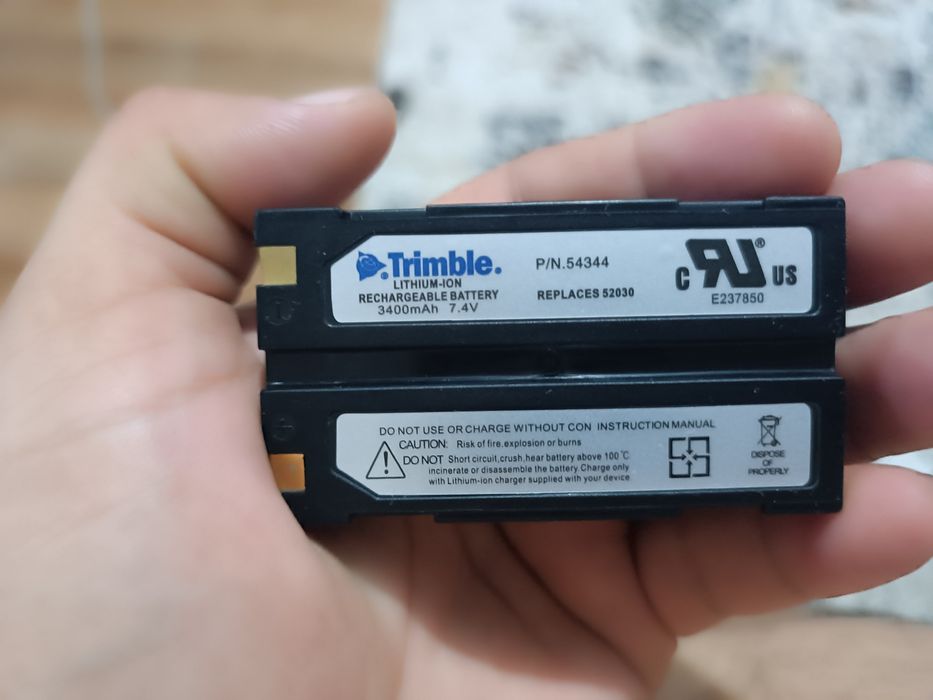 Trimble.
LITHIUM-ION
RECHARGEABLE BATTERY
3400mAh 7.4V
P/N.54344
REPLACES 52030
C RU® US
E237850
DO NOT USE OR CHARGE WITHOUT CON INSTRUCTION MANUAL
CAUTION: Risk of fire.explosion or burns
DO NOT Short circuit,crush,hear battery above 100℃
incinerate or disassemble the battery.Charge only
with Lithium-ion charger supplied with your device
DISPOSE
OF
PROPERLY